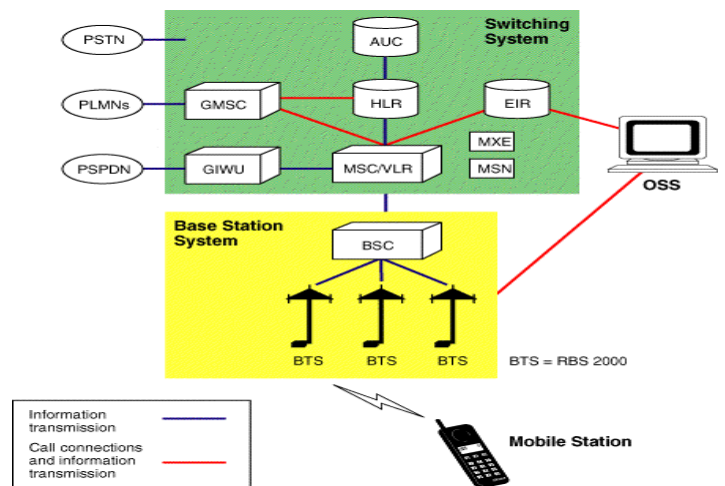 Switching
System
PSTN
AUC
PLMNs
GMSC
HLR
EIR
MXE
PSPDN
GIWU
MSC/VLR
MSN
OSS
Base Station
System
BSC
BTS
BTS
BTS
BTS = RBS 2000
Information
transmission
Call connections
and information
transmission
Mobile Station